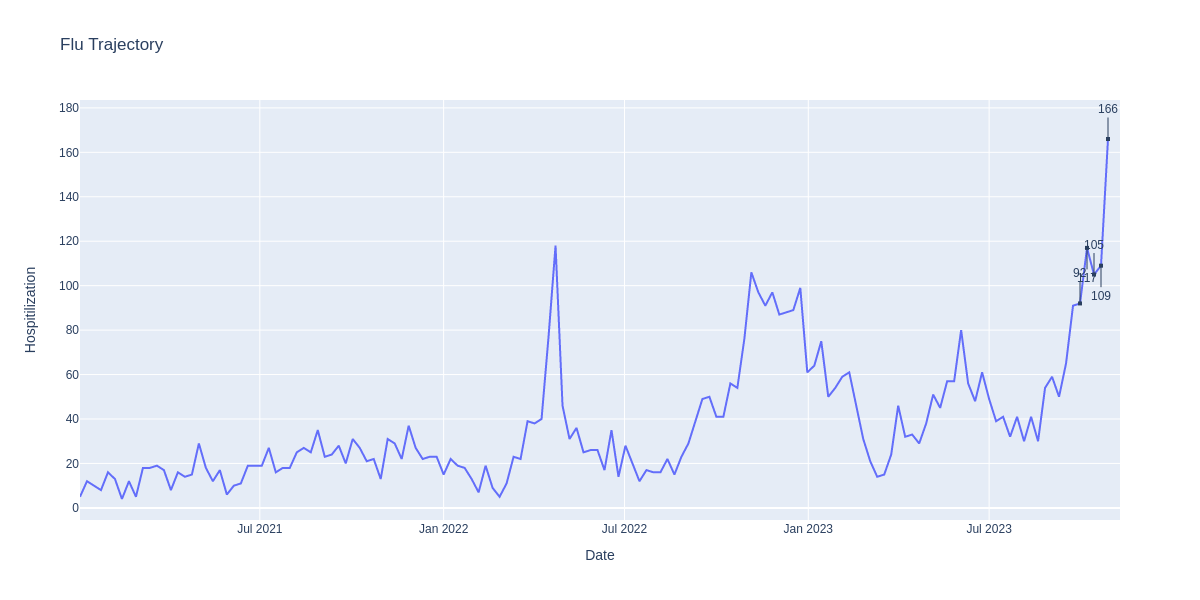 Flu Trajectory
180
160
140
120
100
80
60
40
20
0
Hospitilization
166
105
92
117
109
Jul 2021
Jan 2022
Jul 2022
Jan 2023
Jul 2023
Date